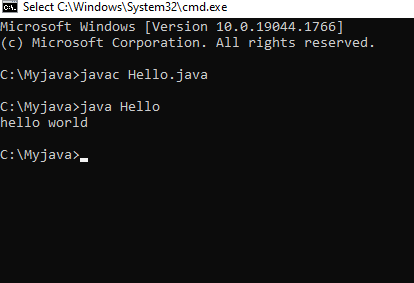 Select C:\Windows\System32\cmd.exe
Microsoft Windows [Version 10.0.19044.1766]
(c) Microsoft Corporation. All rights reserved.
C:\Myjava>javac Hello.java
C:\Myjava>java Hello
hello world
C:\Myjava>